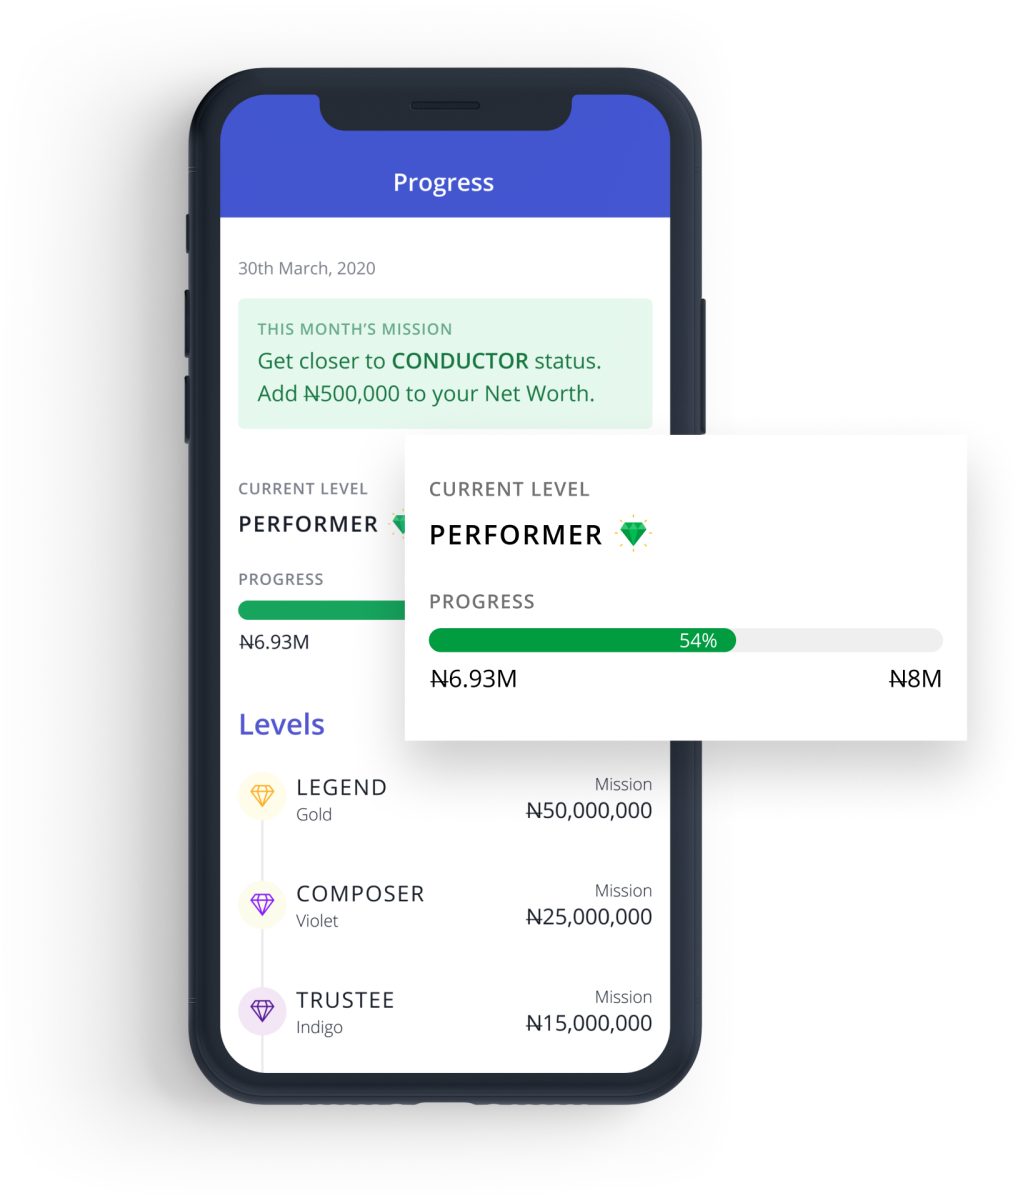 Progress
30th March, 2020
THIS MONTH'S MISSION
Get closer to CONDUCTOR status.
Add ₦500,000 to your Net Worth.
CURRENT LEVEL
PERFORMER
PROGRESS
₦6.93M
CURRENT LEVEL
PERFORMER
PROGRESS
54%
₦6.93M ₦8M
Levels
LEGEND
Gold
Mission
₦50,000,000
COMPOSER
Violet
Mission
₦25,000,000
TRUSTEE
Indigo
Mission
₦15,000,000